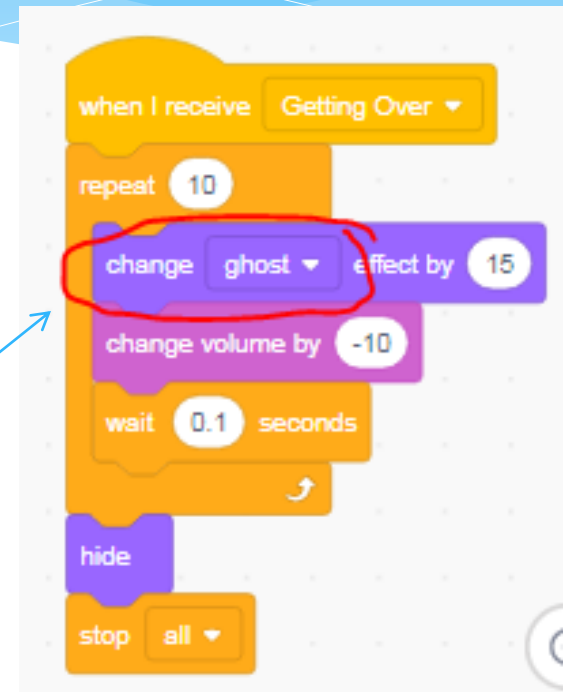 when I receive Getting Over
repeat 10
change ghost effect by 15
change volume by -10
wait 0.1 seconds
hide
stop all